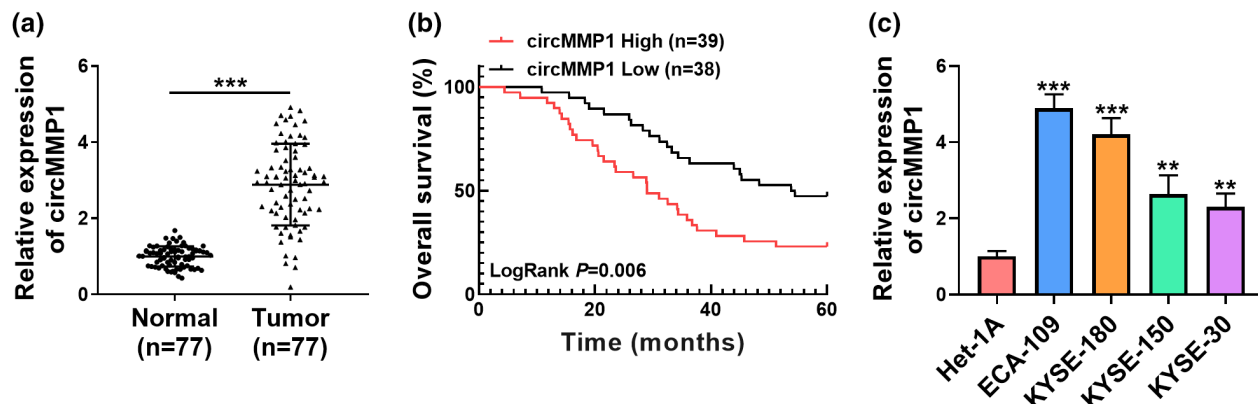 (a)
Relative expression
of circMMP1
6
4
2
0
***
Normal
(n=77)
Tumor
(n=77)
(b)
circMMP1 High (n=39)
circMMP1 Low (n=38)
Overall survival (%)
100
50
0
LogRank P=0.006
0 20 40 60
Time (months)
(c)
Relative expression
of circMMP1
6
4
2
0
***
***
**
**
Het-1A
ECA-109
KYSE-180
KYSE-150
KYSE-30